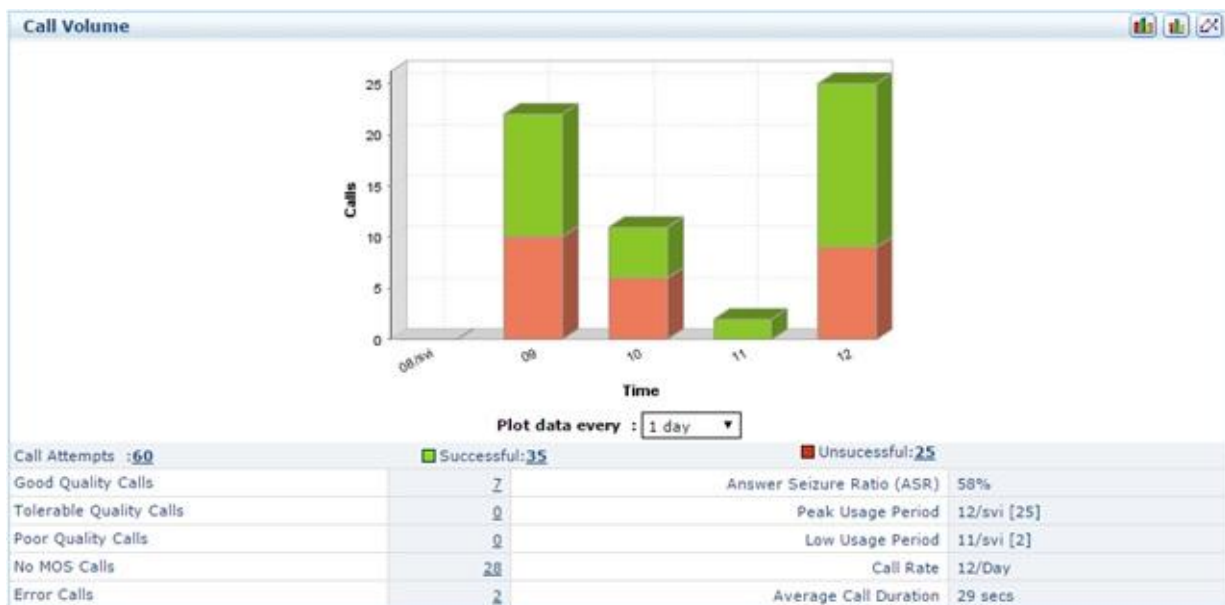 Call Volume
25
20
15
10
5
0
Calls
08/svi 09 10 11 12
Time
Plot data every : 1 day
Call Attempts :60 Successful:35 Unsucessful:25
Good Quality Calls 7 Answer Seizure Ratio (ASR) 58%
Tolerable Quality Calls 0 Peak Usage Period 12/svi [25]
Poor Quality Calls 0 Low Usage Period 11/svi [2]
No MOS Calls 28 Call Rate 12/Day
Error Calls 2 Average Call Duration 29 secs